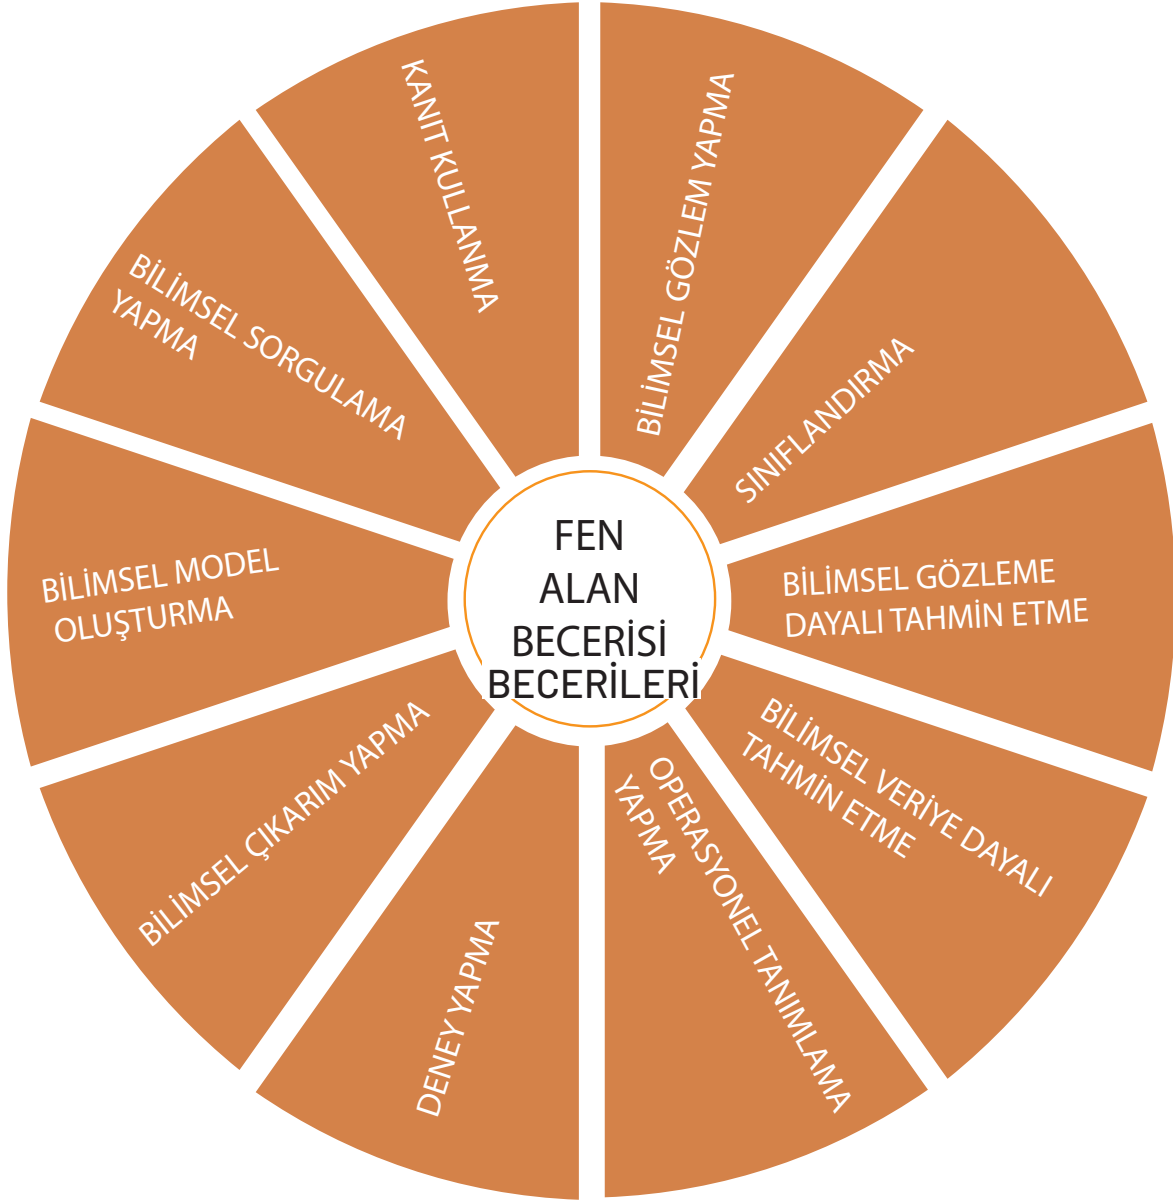 FEN
ALAN
BECERİSİ
BECERİLERİ
BİLİMSEL GÖZLEM YAPMA
SINIFLANDIRMA
BİLİMSEL GÖZLEME
DAYALI TAHMİN ETME
BİLİMSEL VERİYE DAYALI
TAHMİN ETME
OPERASYONEL TANIMLAMA
YAPMA
DENEY YAPMA
BİLİMSEL ÇIKARIM YAPMA
BİLİMSEL MODEL
OLUŞTURMA
BİLİMSEL SORGULAMA
YAPMA
KANIT KULLANMA